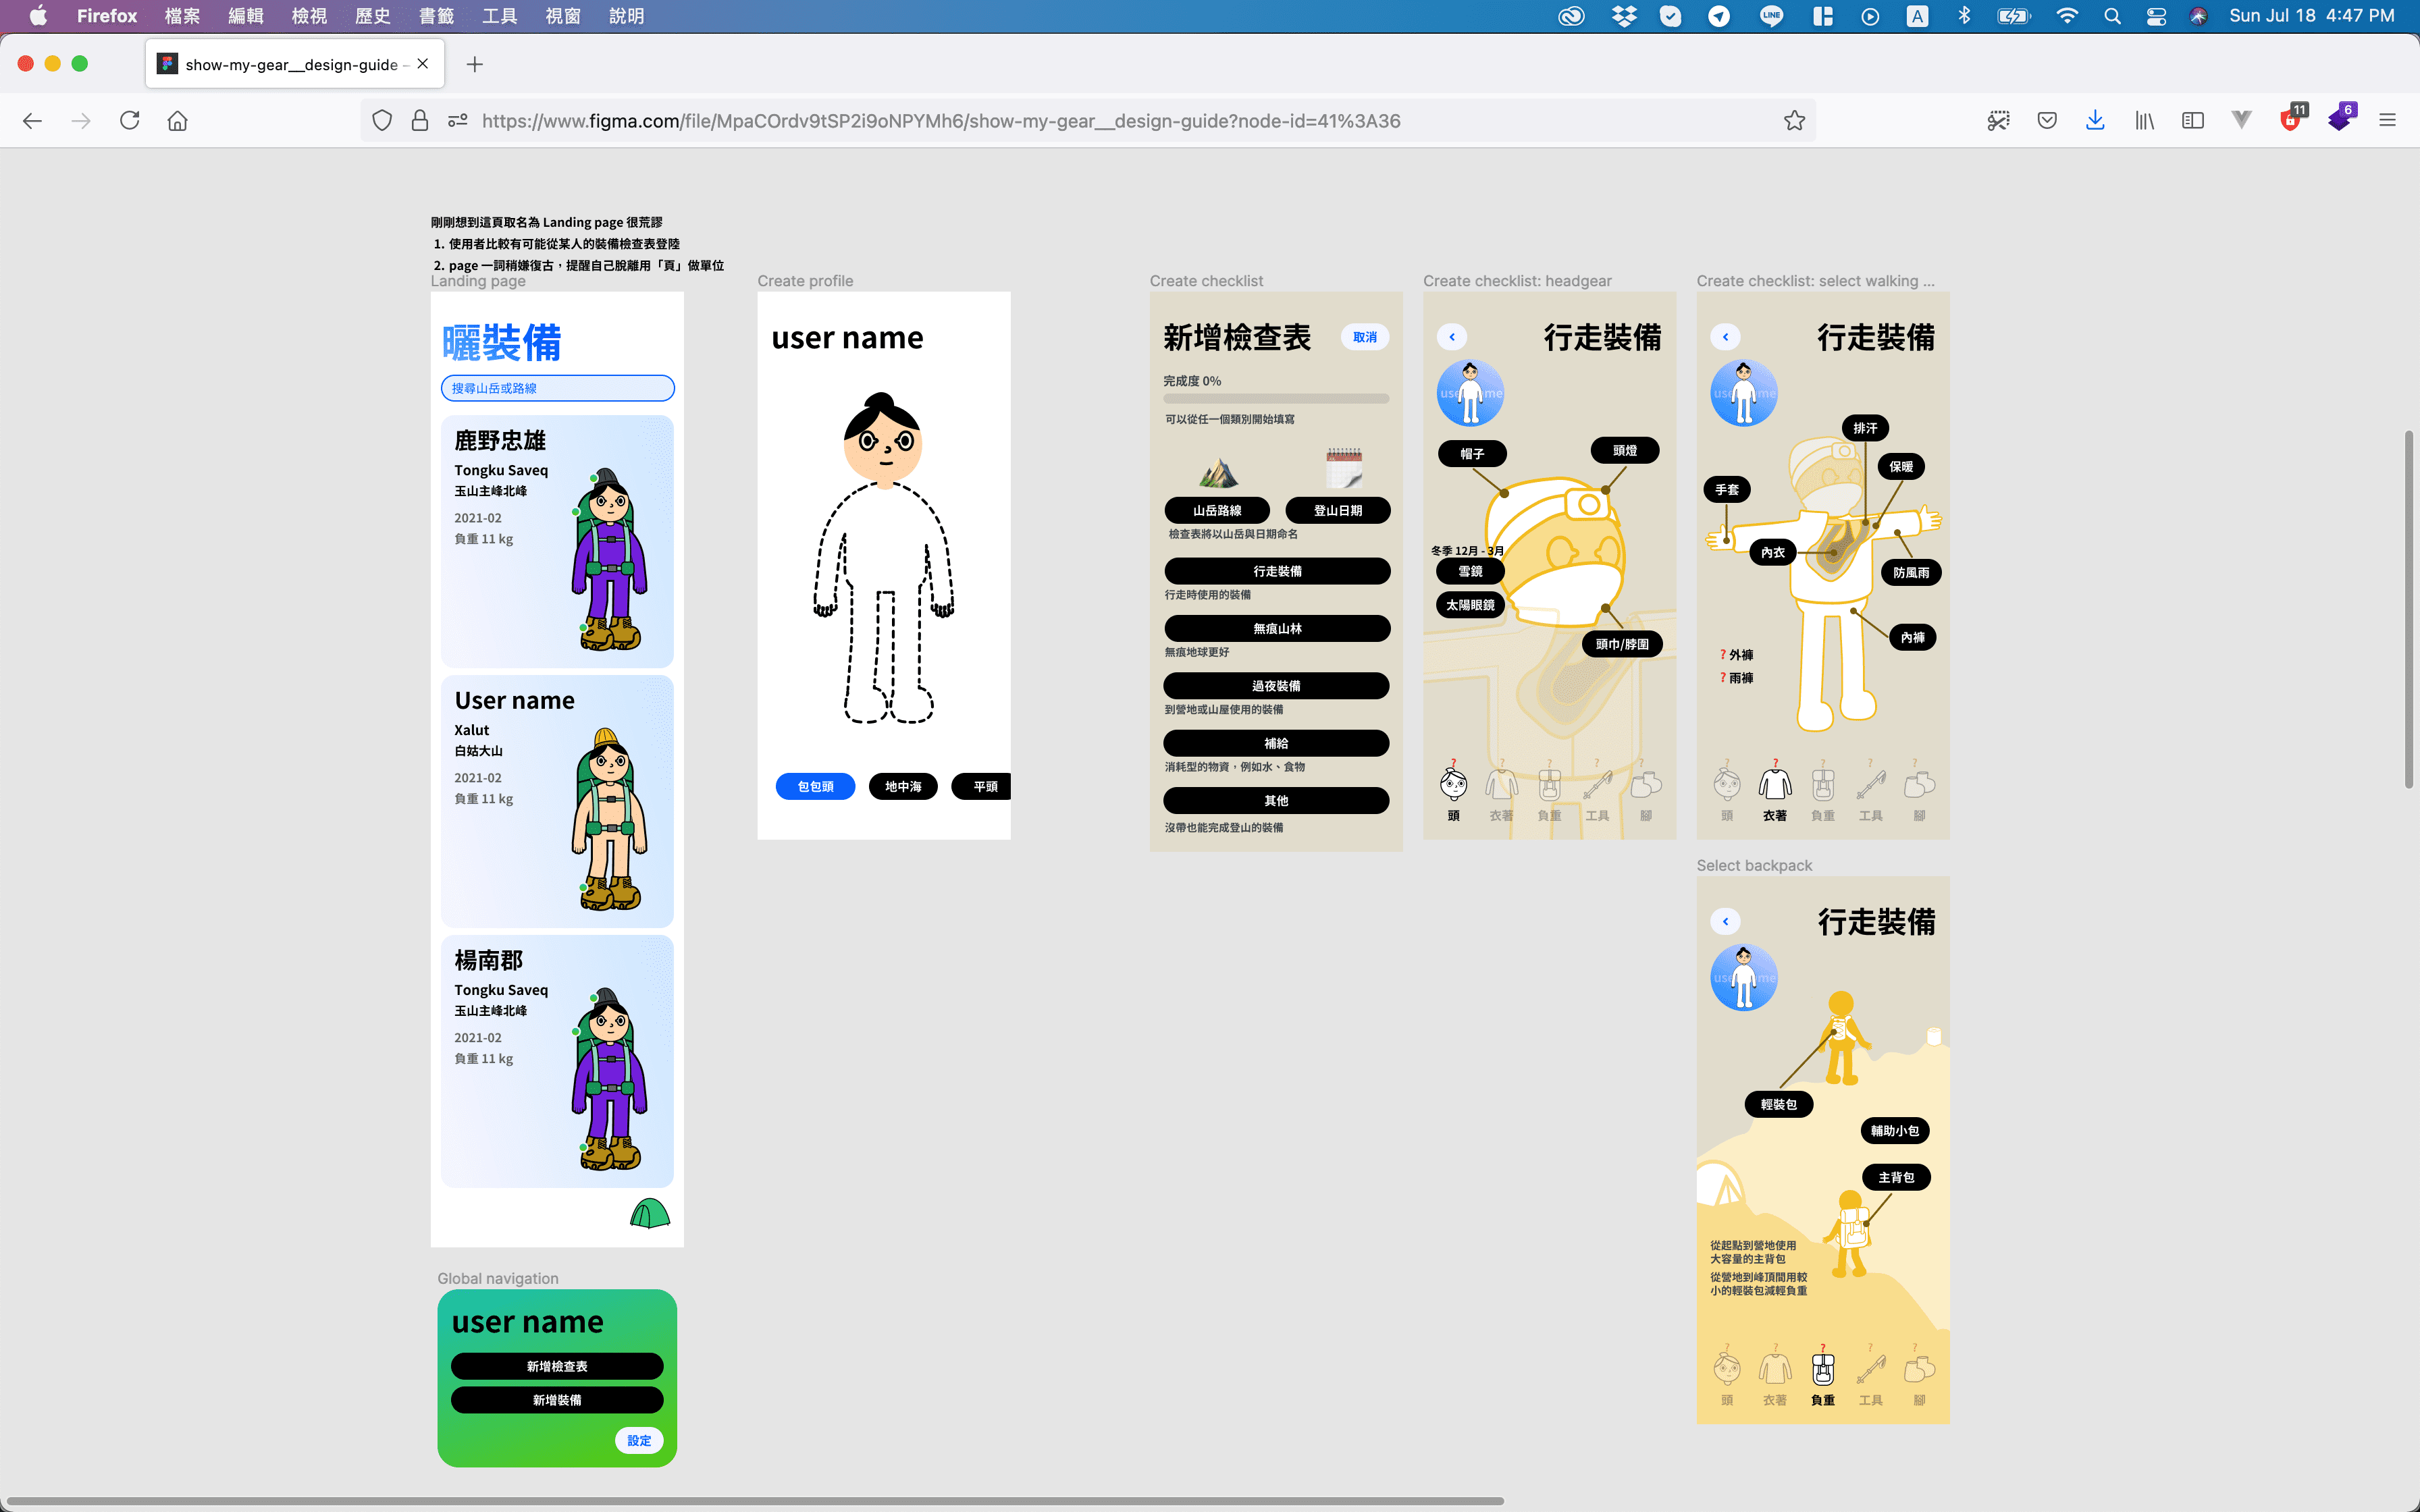 Firefox 檔案 編輯 檢視 歷史 書籤 工具 視窗 說明
LINE
A
Sun Jul 18 4:47 PM
show-my-gear__design-guide –
https://www.figma.com/file/MpaCOrdv9tSP2i9oNPYMh6/show-my-gear__design-guide?node-id=41%3A36
11
6
剛剛想到這頁取名為 Landing page 很荒謬
1. 使用者比較有可能從某人的裝備檢查表登陸
2. page 一詞稍嫌復古,提醒自己脫離用「頁」做單位
Landing page
曬裝備
搜尋山岳或路線
鹿野忠雄
Tongku Saveq
玉山主峰北峰
2021-02
負重 11 kg
User name
Xalut
白姑大山
2021-02
負重 11 kg
楊南郡
Tongku Saveq
玉山主峰北峰
2021-02
負重 11 kg
Global navigation
user name
新增檢查表
新增裝備
設定
Create profile
user name
包包頭
地中海
平頭
Create checklist
新增檢查表
取消
完成度 0%
可以從任一個類別開始填寫
山岳路線
登山日期
檢查表將以山岳與日期命名
行走裝備
行走時使用的裝備
無痕山林
無痕地球更好
過夜裝備
到營地或山屋使用的裝備
補給
消耗型的物資,例如水、食物
其他
沒帶也能完成登山的裝備
Create checklist: headgear
行走裝備
use me
帽子
頭燈
冬季 12月 - 3月
雪鏡
太陽眼鏡
頭巾/脖圍
? ? ? ? ?
頭 衣著 負重 工具 腳
Create checklist: select walking ...
行走裝備
use me
排汗
保暖
手套
內衣
防風雨
內褲
? 外褲
? 雨褲
? ? ? ? ?
頭 衣著 負重 工具 腳
Select backpack
行走裝備
use me
輕裝包
輔助小包
主背包
從起點到營地使用
大容量的主背包
從營地到峰頂間用較
小的輕裝包減輕負重
? ? ? ? ?
頭 衣著 負重 工具 腳